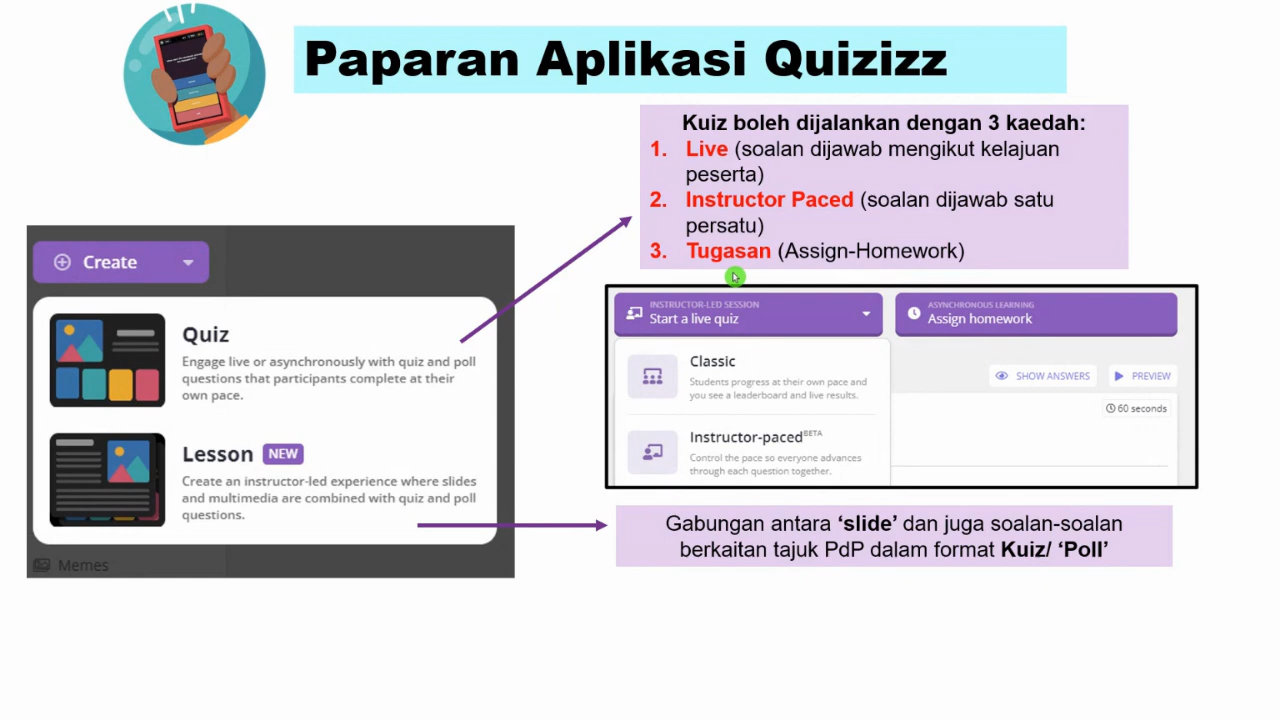 Paparan Aplikasi Quizizz
Kuiz boleh dijalankan dengan 3 kaedah:
1. Live (soalan dijawab mengikut kelajuan
peserta)
2. Instructor Paced (soalan dijawab satu
persatu)
3. Tugasan (Assign-Homework)
Create
Quiz
Engage live or asynchronously with quiz and poll
questions that participants complete at their
own pace.
Lesson NEW
Create an instructor-led experience where slides
and multimedia are combined with quiz and poll
questions.
Memes
INSTRUCTOR-LED SESSION
Start a live quiz
ASYNCHRONOUS LEARNING
Assign homework
Classic
Students progress at their own pace and
you see a leaderboard and live results.
Instructor-paced BETA
Control the pace so everyone advances
through each question together.
SHOW ANSWERS
PREVIEW
60 seconds
Gabungan antara ‘slide’ dan juga soalan-soalan
berkaitan tajuk PdP dalam format Kuiz/ ‘Poll’